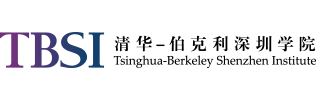 TBSI
清华-伯克利深圳学院
Tsinghua-Berkeley Shenzhen Institute